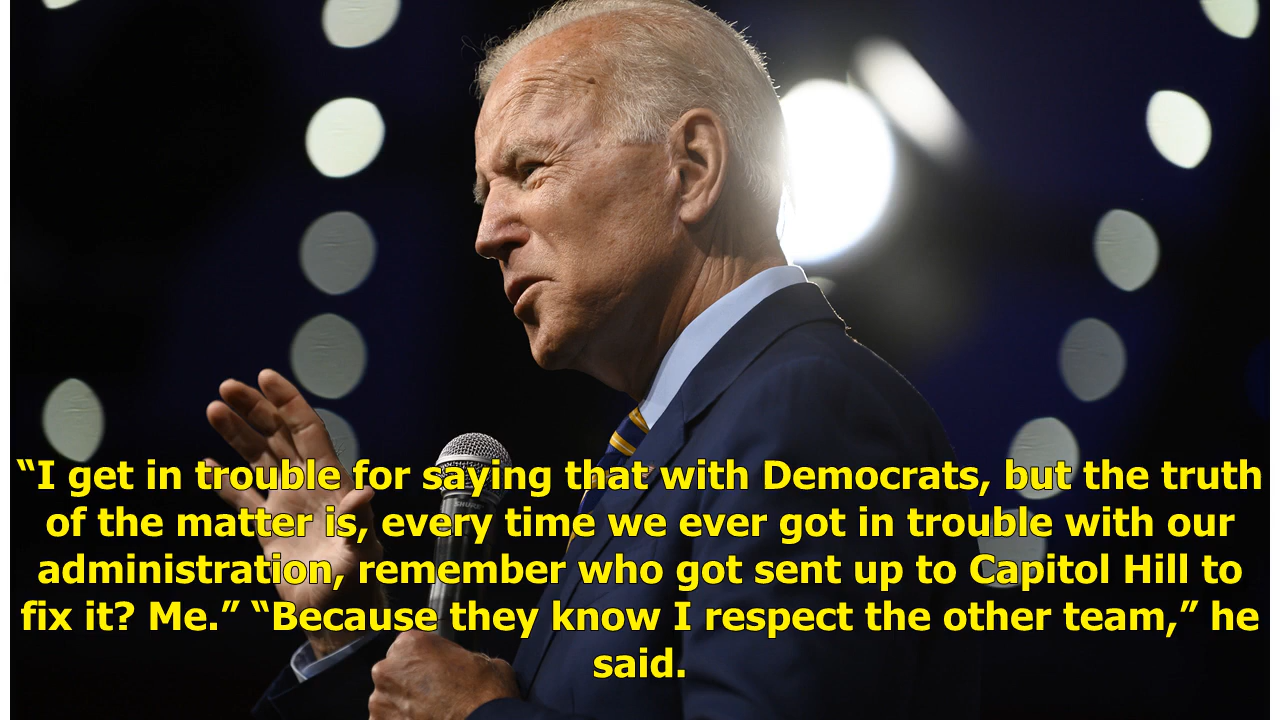 “I get in trouble for saying that with Democrats, but the truth
of the matter is, every time we ever got in trouble with our
administration, remember who got sent up to Capitol Hill to
fix it? Me.” “Because they know I respect the other team,” he
said.
SHURE